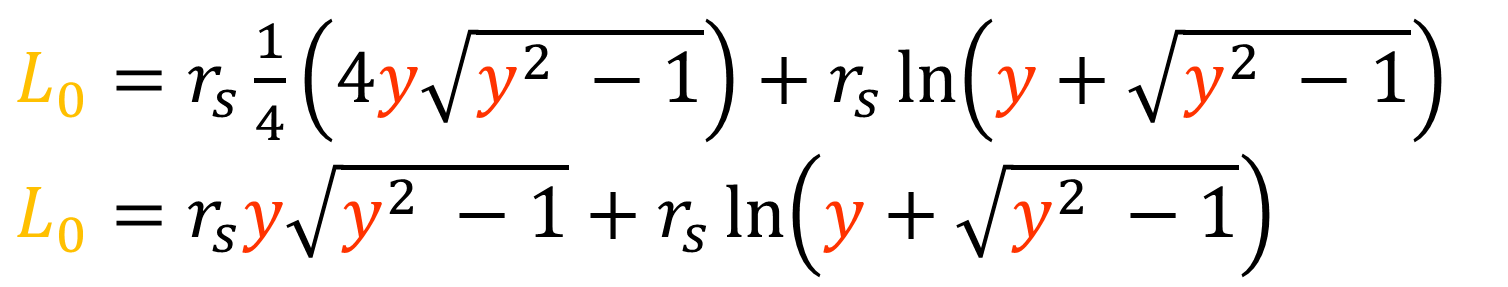 L₀ = rₛ 1/4 (4y√(y² − 1)) + rₛ ln(y + √(y² − 1))
L₀ = rₛy√(y² − 1) + rₛ ln(y + √(y² − 1))